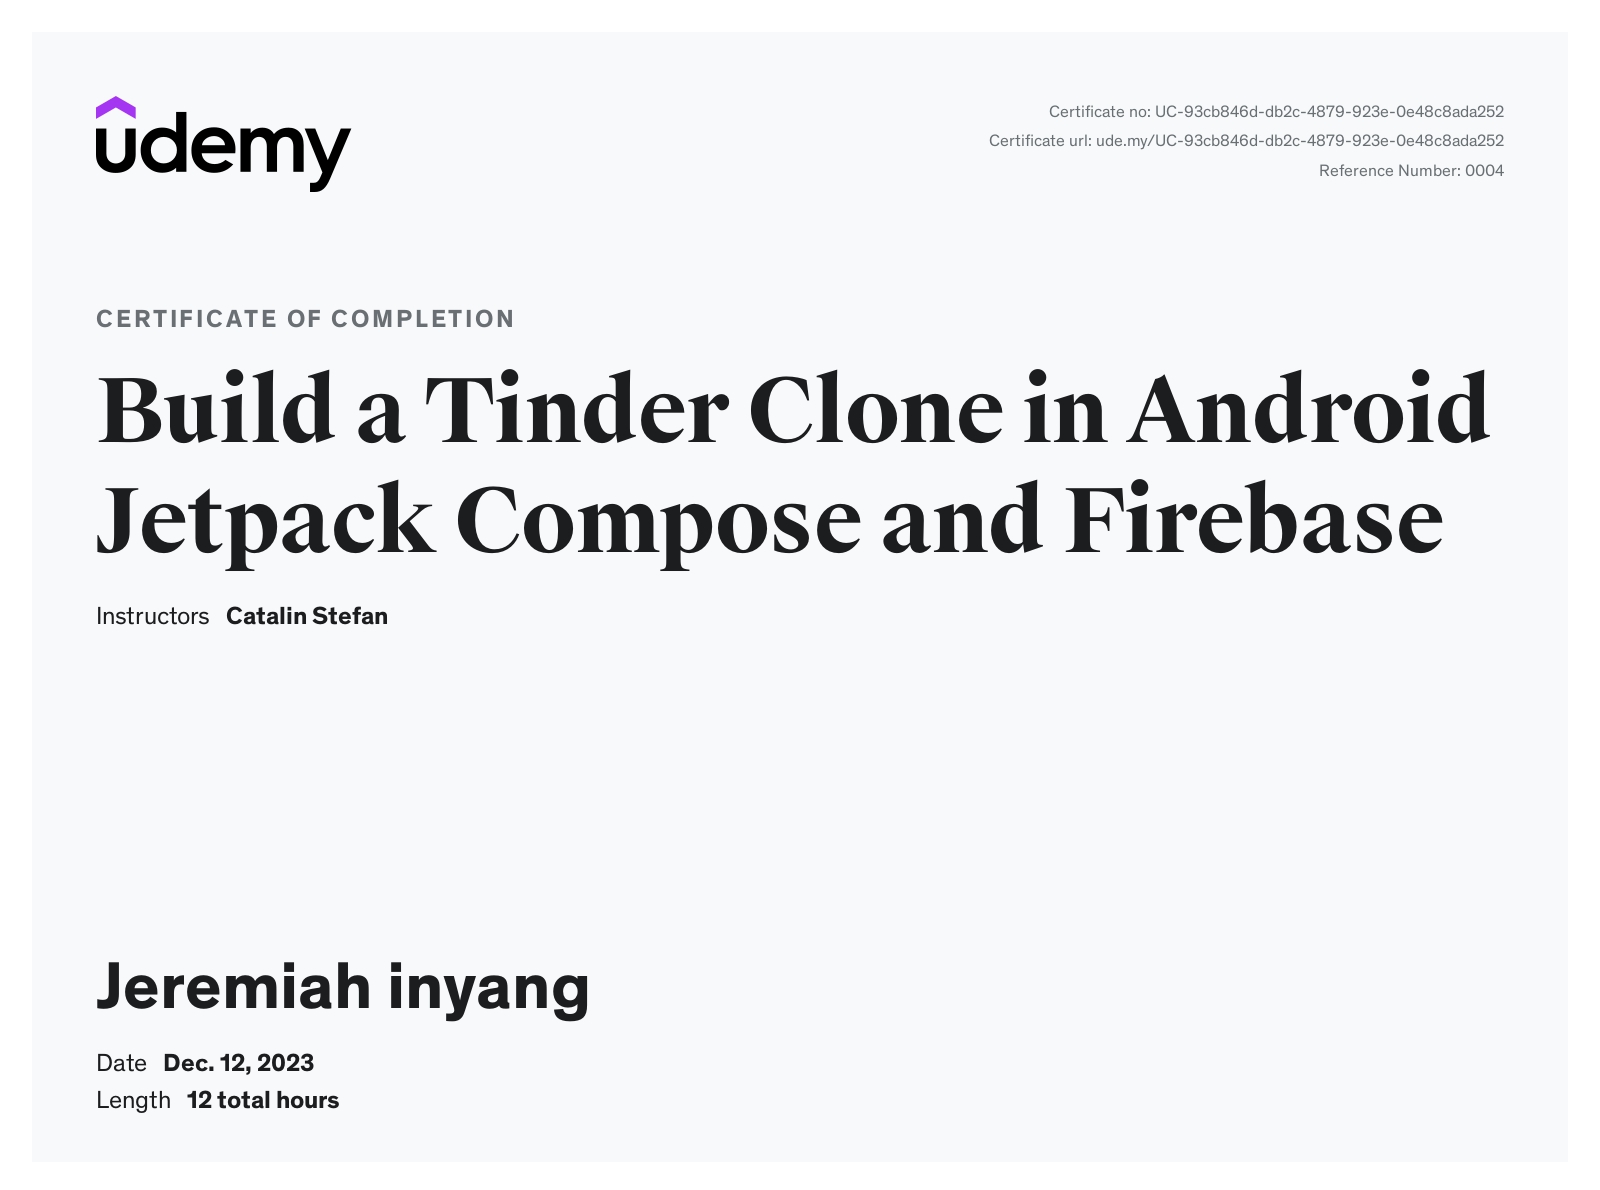 udemy
Certificate no: UC-93cb846d-db2c-4879-923e-0e48c8ada252
Certificate url: ude.my/UC-93cb846d-db2c-4879-923e-0e48c8ada252
Reference Number: 0004
CERTIFICATE OF COMPLETION
Build a Tinder Clone in Android
Jetpack Compose and Firebase
Instructors Catalin Stefan
Jeremiah inyang
Date Dec. 12, 2023
Length 12 total hours